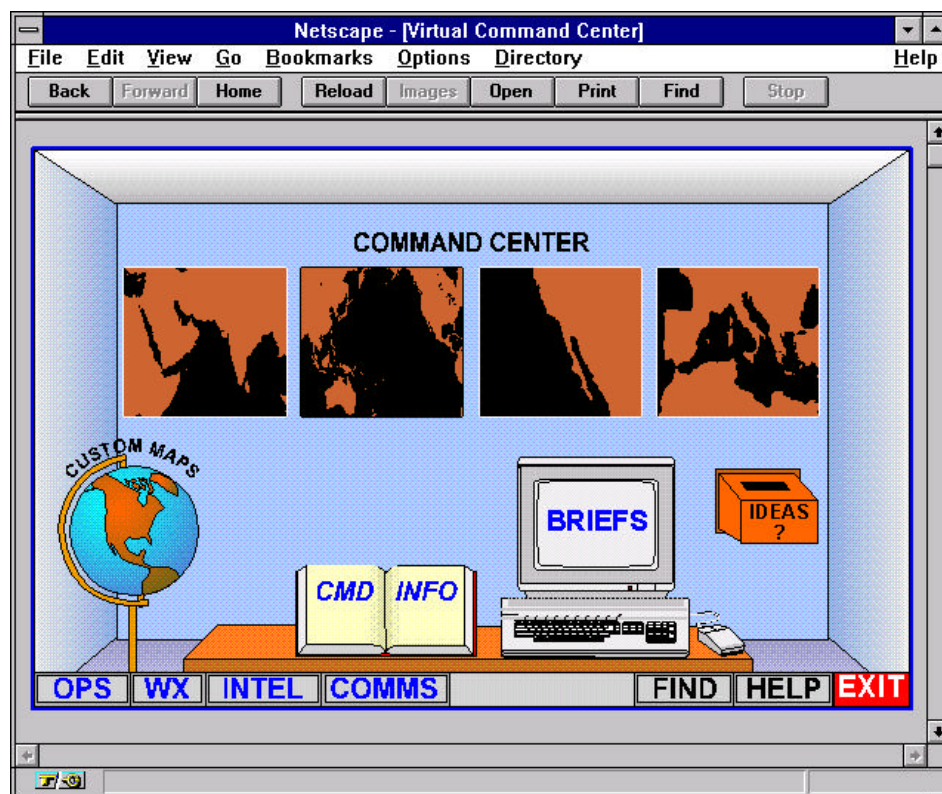 Netscape - [Virtual Command Center]
File Edit View Go Bookmarks Options Directory Help
Back Forward Home Reload Images Open Print Find Stop
COMMAND CENTER
CUSTOM MAPS
BRIEFS
IDEAS
?
CMD INFO
OPS WX INTEL COMMS FIND HELP EXIT